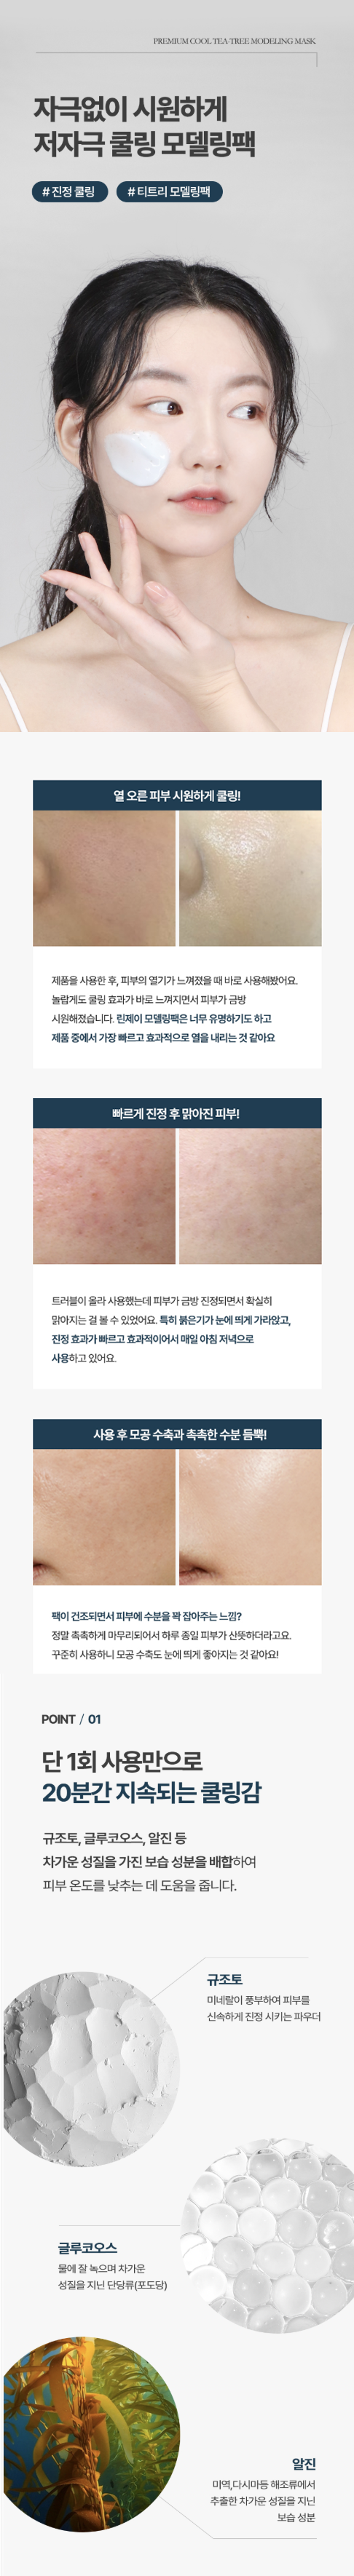 PREMIUM COOL TEA-TREE MODELING MASK
자극없이 시원하게
저자극 쿨링 모델링팩
# 진정 쿨링
# 티트리 모델링팩
열 오른 피부 시원하게 쿨링!
제품을 사용한 후, 피부의 열기가 느껴졌을 때 바로 사용해봤어요.
놀랍게도 쿨링 효과가 바로 느껴지면서 피부가 금방
시원해졌습니다. 린제이 모델링팩은 너무 유명하기도 하고
제품 중에서 가장 빠르고 효과적으로 열을 내리는 것 같아요
빠르게 진정 후 맑아진 피부!
트러블이 올라 사용했는데 피부가 금방 진정되면서 확실히
맑아지는 걸 볼 수 있었어요. 특히 붉은기가 눈에 띄게 가라앉고,
진정 효과가 빠르고 효과적이어서 매일 아침 저녁으로
사용하고 있어요.
사용 후 모공 수축과 촉촉한 수분 듬뿍!
팩이 건조되면서 피부에 수분을 꽉 잡아주는 느낌?
정말 촉촉하게 마무리되어서 하루 종일 피부가 산뜻하더라고요.
꾸준히 사용하니 모공 수축도 눈에 띄게 좋아지는 것 같아요!
POINT / 01
단 1회 사용만으로
20분간 지속되는 쿨링감
규조토, 글루코오스, 알진 등
차가운 성질을 가진 보습 성분을 배합하여
피부 온도를 낮추는 데 도움을 줍니다.
규조토
미네랄이 풍부하여 피부를
신속하게 진정 시키는 파우더
글루코오스
물에 잘 녹으며 차가운
성질을 지닌 단당류(포도당)
알진
미역,다시마등 해조류에서
추출한 차가운 성질을 지닌
보습 성분